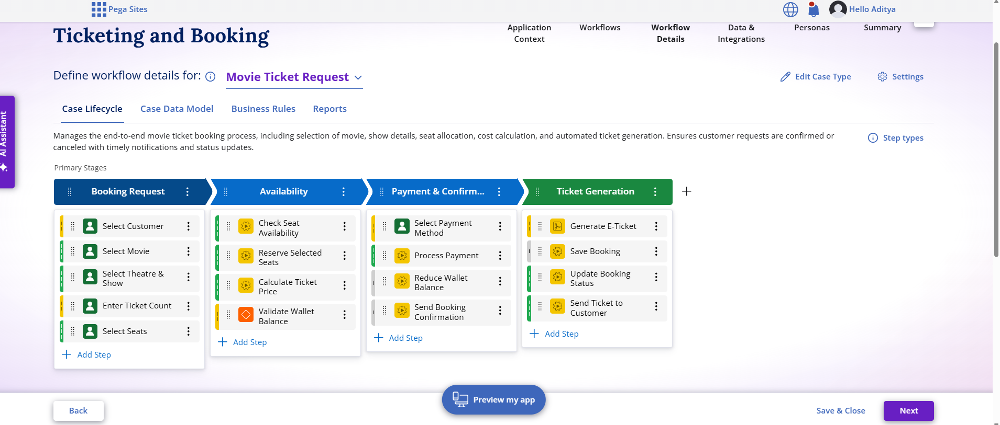 Pega Sites
Hello Aditya
Ticketing and Booking
Application
Context
Workflows
Workflow
Details
Data &
Integrations
Personas
Summary
Define workflow details for:
Movie Ticket Request
Edit Case Type
Settings
AI Assistant
Case Lifecycle
Case Data Model
Business Rules
Reports
Manages the end-to-end movie ticket booking process, including selection of movie, show details, seat allocation, cost calculation, and automated ticket generation. Ensures customer requests are confirmed or
canceled with timely notifications and status updates.
Step types
Primary Stages
Booking Request
Availability
Payment & Confirm...
Ticket Generation
Select Customer
Select Movie
Select Theatre &
Show
Enter Ticket Count
Select Seats
Add Step
Check Seat
Availability
Reserve Selected
Seats
Calculate Ticket
Price
Validate Wallet
Balance
Add Step
Select Payment
Method
Process Payment
Reduce Wallet
Balance
Send Booking
Confirmation
Add Step
Generate E-Ticket
Save Booking
Update Booking
Status
Send Ticket to
Customer
Add Step
Back
Preview my app
Save & Close
Next